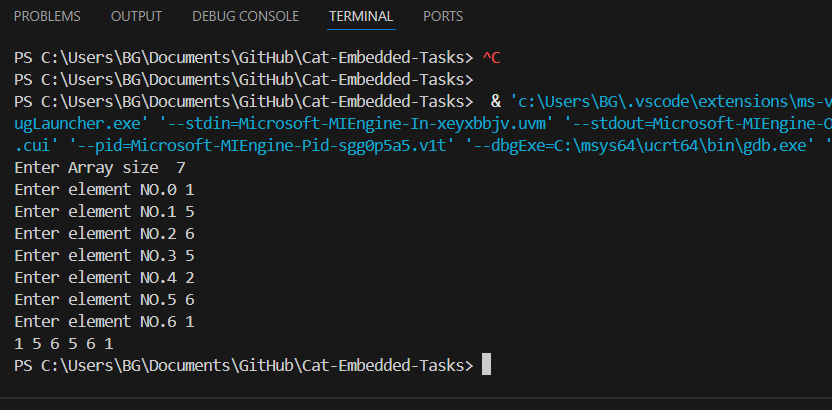 PROBLEMS OUTPUT DEBUG CONSOLE TERMINAL PORTS
PS C:\Users\BG\Documents\GitHub\Cat-Embedded-Tasks> ^C
PS C:\Users\BG\Documents\GitHub\Cat-Embedded-Tasks>
PS C:\Users\BG\Documents\GitHub\Cat-Embedded-Tasks>  & 'c:\Users\BG\.vscode\extensions\ms-v
ugLauncher.exe' '--stdin=Microsoft-MIEngine-In-xeyxbbjv.uvm' '--stdout=Microsoft-MIEngine-O
.cui' '--pid=Microsoft-MIEngine-Pid-sgg0p5a5.v1t' '--dbgExe=C:\msys64\ucrt64\bin\gdb.exe' '
Enter Array size  7
Enter element NO.0 1
Enter element NO.1 5
Enter element NO.2 6
Enter element NO.3 5
Enter element NO.4 2
Enter element NO.5 6
Enter element NO.6 1
1 5 6 5 6 1
PS C:\Users\BG\Documents\GitHub\Cat-Embedded-Tasks>